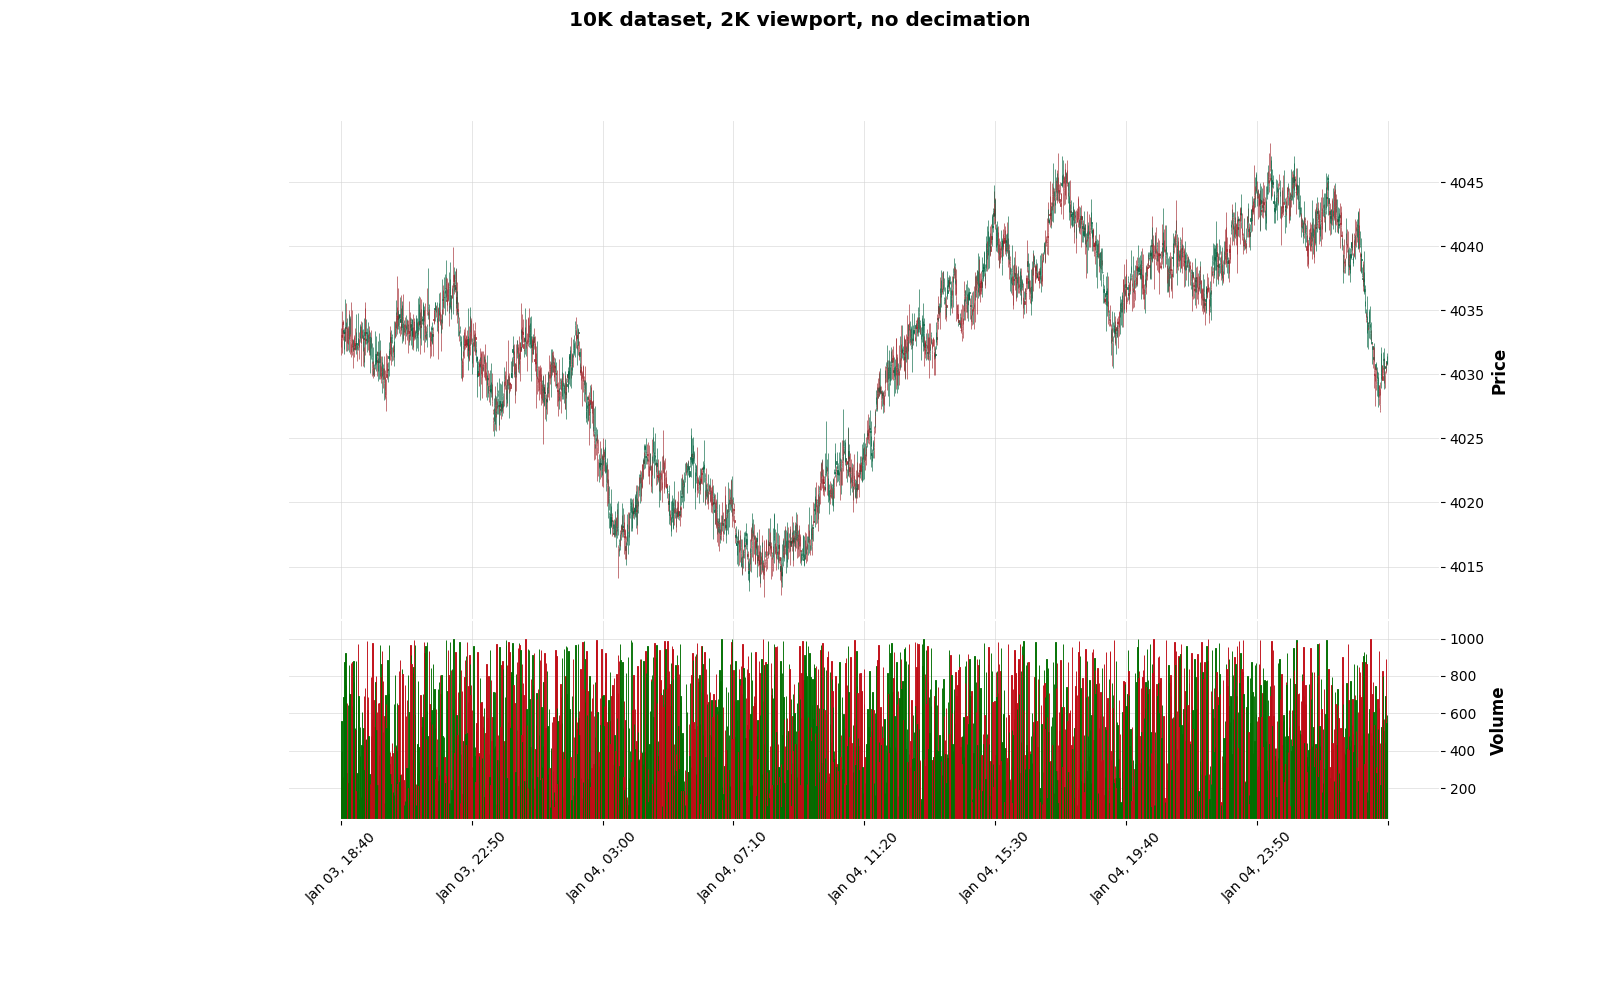 10K dataset, 2K viewport, no decimation
4045
4040
4035
4030
4025
4020
4015
Price
1000
800
600
400
200
Volume
Jan 03, 18:40
Jan 03, 22:50
Jan 04, 03:00
Jan 04, 07:10
Jan 04, 11:20
Jan 04, 15:30
Jan 04, 19:40
Jan 04, 23:50